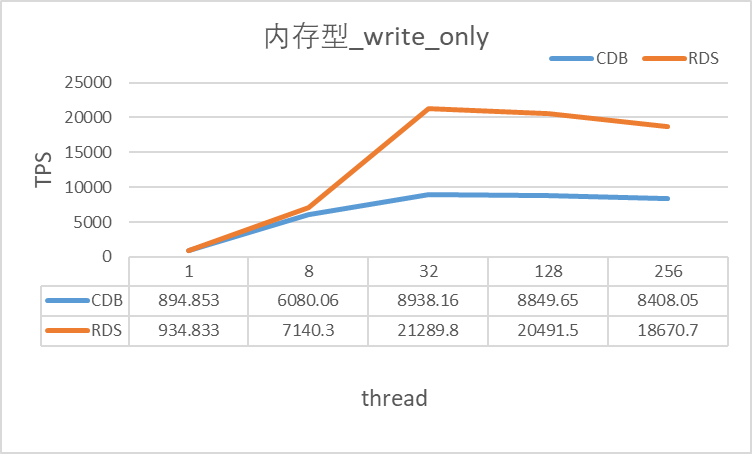 内存型_write_only
CDB RDS
25000
20000
15000
10000
5000
0
TPS
1 8 32 128 256
CDB 894.853 6080.06 8938.16 8849.65 8408.05
RDS 934.833 7140.3 21289.8 20491.5 18670.7
thread